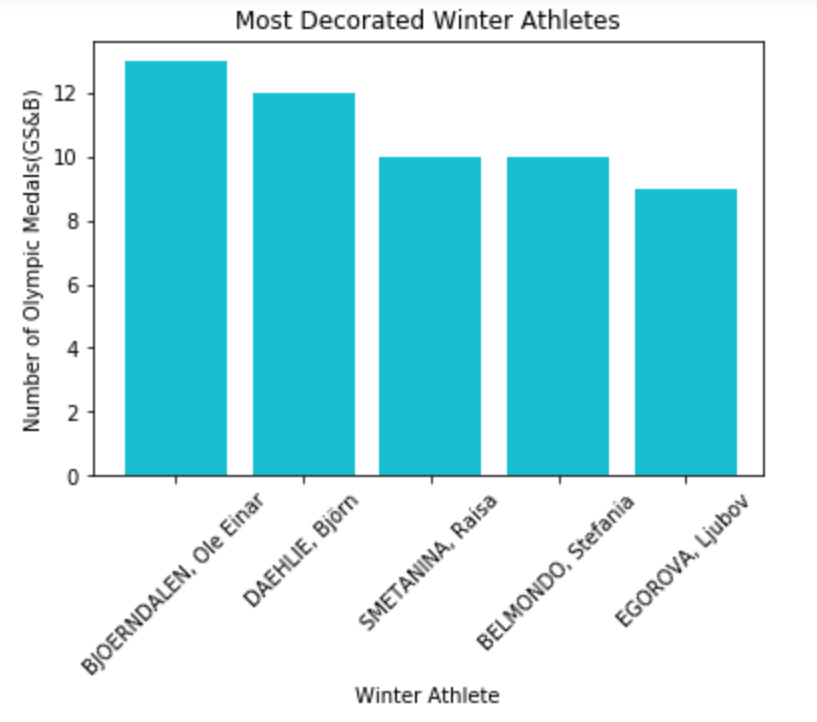 Most Decorated Winter Athletes
Number of Olympic Medals(GS&B)
12
10
8
6
4
2
0
BJOERNDALEN, Ole Einar
DAEHLIE, Björn
SMETANINA, Raisa
BELMONDO, Stefania
EGOROVA, Ljubov
Winter Athlete